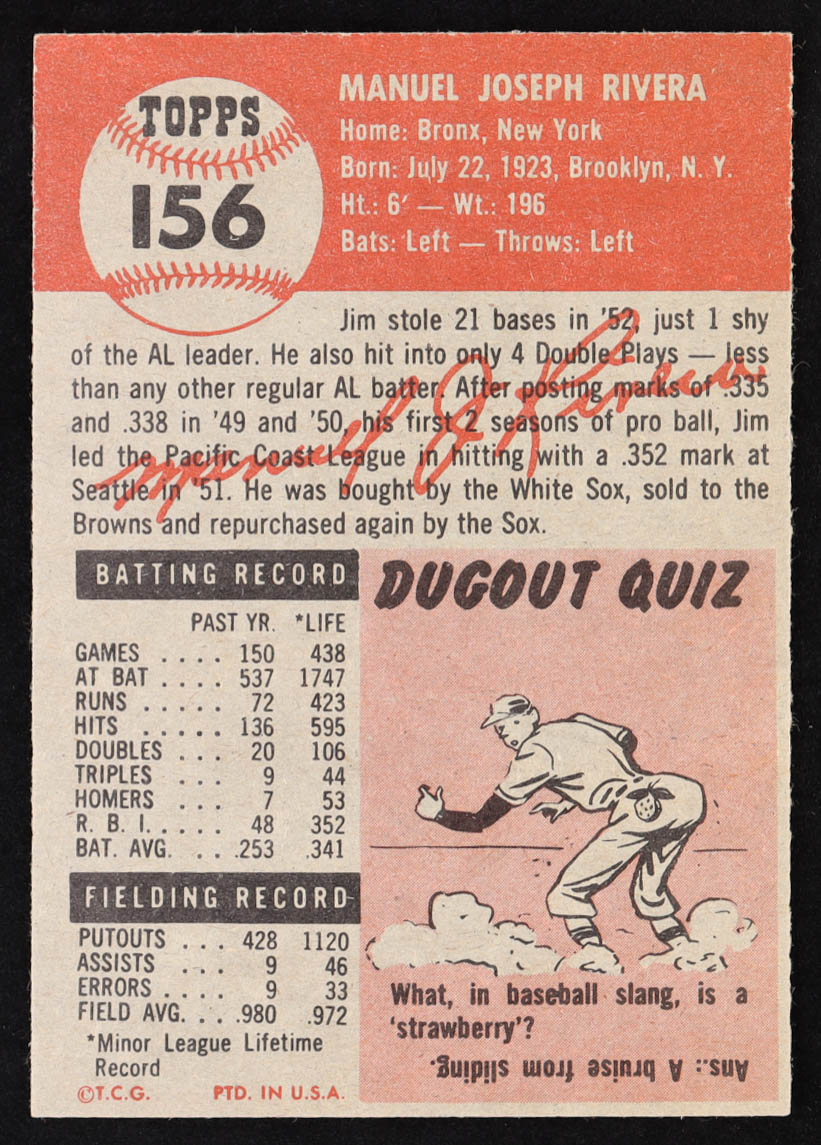 TOPPS
156
MANUEL JOSEPH RIVERA
Home: Bronx, New York
Born: July 22, 1923, Brooklyn, N. Y.
Ht.: 6' — Wt.: 196
Bats: Left — Throws: Left
Jim stole 21 bases in '52, just 1 shy
of the AL leader. He also hit into only 4 Double Plays — less
than any other regular AL batter. After posting marks of .335
and .338 in '49 and '50, his first 2 seasons of pro ball, Jim
led the Pacific Coast League in hitting with a .352 mark at
Seattle in '51. He was bought by the White Sox, sold to the
Browns and repurchased again by the Sox.
Manuel J Rivera
BATTING RECORD
PAST YR. *LIFE
GAMES .... 150 438
AT BAT .... 537 1747
RUNS ..... 72 423
HITS ..... 136 595
DOUBLES ... 20 106
TRIPLES ... 9 44
HOMERS ... 7 53
R. B. I. .... 48 352
BAT. AVG. ... .253 .341
FIELDING RECORD
PUTOUTS ... 428 1120
ASSISTS ... 9 46
ERRORS .... 9 33
FIELD AVG. ... .980 .972
*Minor League Lifetime
Record
©T.C.G. PTD. IN U.S.A.
DUGOUT QUIZ
What, in baseball slang, is a
'strawberry'?
Ans.: A bruise from sliding.